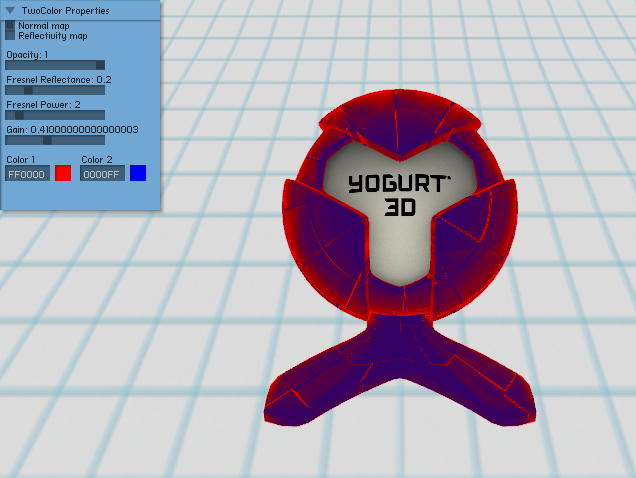 TwoColor Properties
Normal map
Reflectivity map
Opacity: 1
Fresnel Reflectance: 0.2
Fresnel Power: 2
Gain: 0.41000000000000003
Color 1 Color 2
FF0000 0000FF
YOGURT
3D